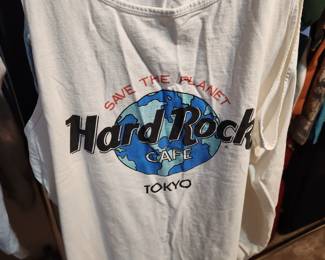 SAVE THE PLANET
Hard Rock
CAFE
TOKYO